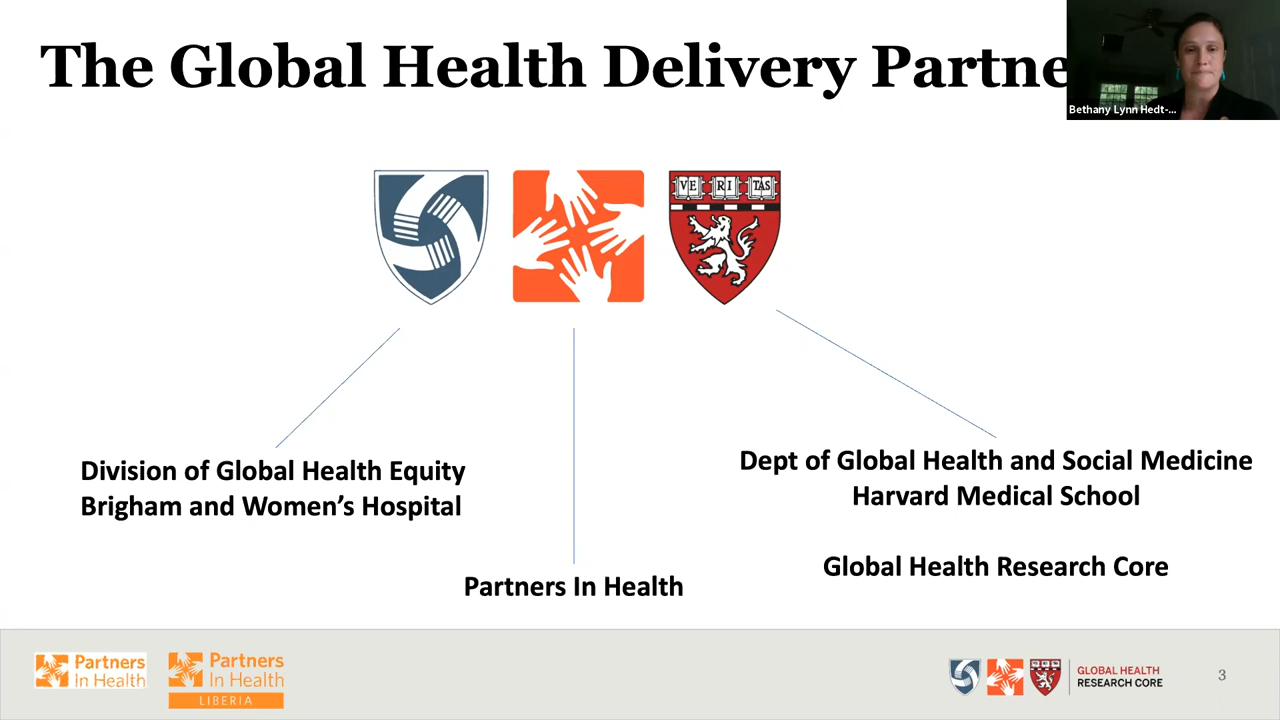 The Global Health Delivery Partne
Bethany Lynn Hedt-...
VE RI TAS
Division of Global Health Equity
Brigham and Women's Hospital
Dept of Global Health and Social Medicine
Harvard Medical School
Global Health Research Core
Partners In Health
Partners
In Health
Partners
In Health
LIBERIA
GLOBAL HEALTH
RESEARCH CORE
3